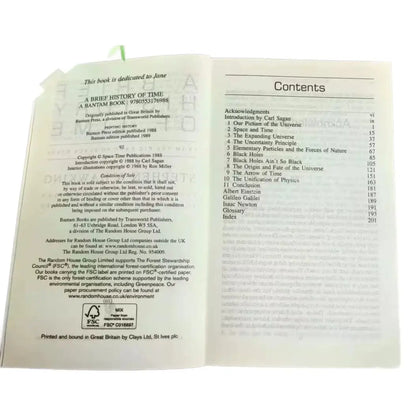 This book is dedicated to Jane
A BRIEF HISTORY OF TIME
A BANTAM BOOK : 9780553176988
Originally published in Great Britain by
Bantam Press, a division of Transworld Publishers
PRINTING HISTORY
Bantam Press edition published 1988
Bantam edition published 1989
Copyright © Space Time Publications 1988
Introduction copyright © 1988 by Carl Sagan
Interior illustrations copyright © 1988 by Ron Miller
Condition of Sale
This book is sold subject to the condition that it shall not,
by way of trade or otherwise, be lent, re-sold, hired out
or otherwise circulated without the publisher's prior consent
in any form of binding or cover other than that in which it is
published and without a similar condition including this condition
being imposed on the subsequent purchaser.
Bantam Books are published by Transworld Publishers,
61–63 Uxbridge Road, London W5 5SA,
a division of The Random House Group Ltd.
Addresses for Random House Group Ltd companies outside the UK
can be found at: www.randomhouse.co.uk
The Random House Group Ltd Reg. No. 954009.
The Random House Group Limited supports the Forest Stewardship
Council® (FSC®), the leading international forest-certification organisation.
Our books carrying the FSC label are printed on FSC®-certified paper.
FSC is the only forest-certification scheme supported by the leading
environmental organisations, including Greenpeace. Our
paper procurement policy can be found at
www.randomhouse.co.uk/environment
FSC
MIX
Paper from
responsible sources
FSC® C018897
Printed and bound in Great Britain by Clays Ltd, St Ives plc.
Contents
Acknowledgments vi
Introduction by Carl Sagan ix
1 Our Picture of the Universe 1
2 Space and Time
3 The Expanding Universe
4 The Uncertainty Principle
5 Elementary Particles and the Forces of Nature
6 Black Holes
7 Black Holes Ain't So Black
8 The Origin and Fate of the Universe
9 The Arrow of Time 151
10 The Unification of Physics 163
11 Conclusion 181
Albert Einstein 187
Galileo Galilei 189
Isaac Newton 191
Glossary 193
Index 201